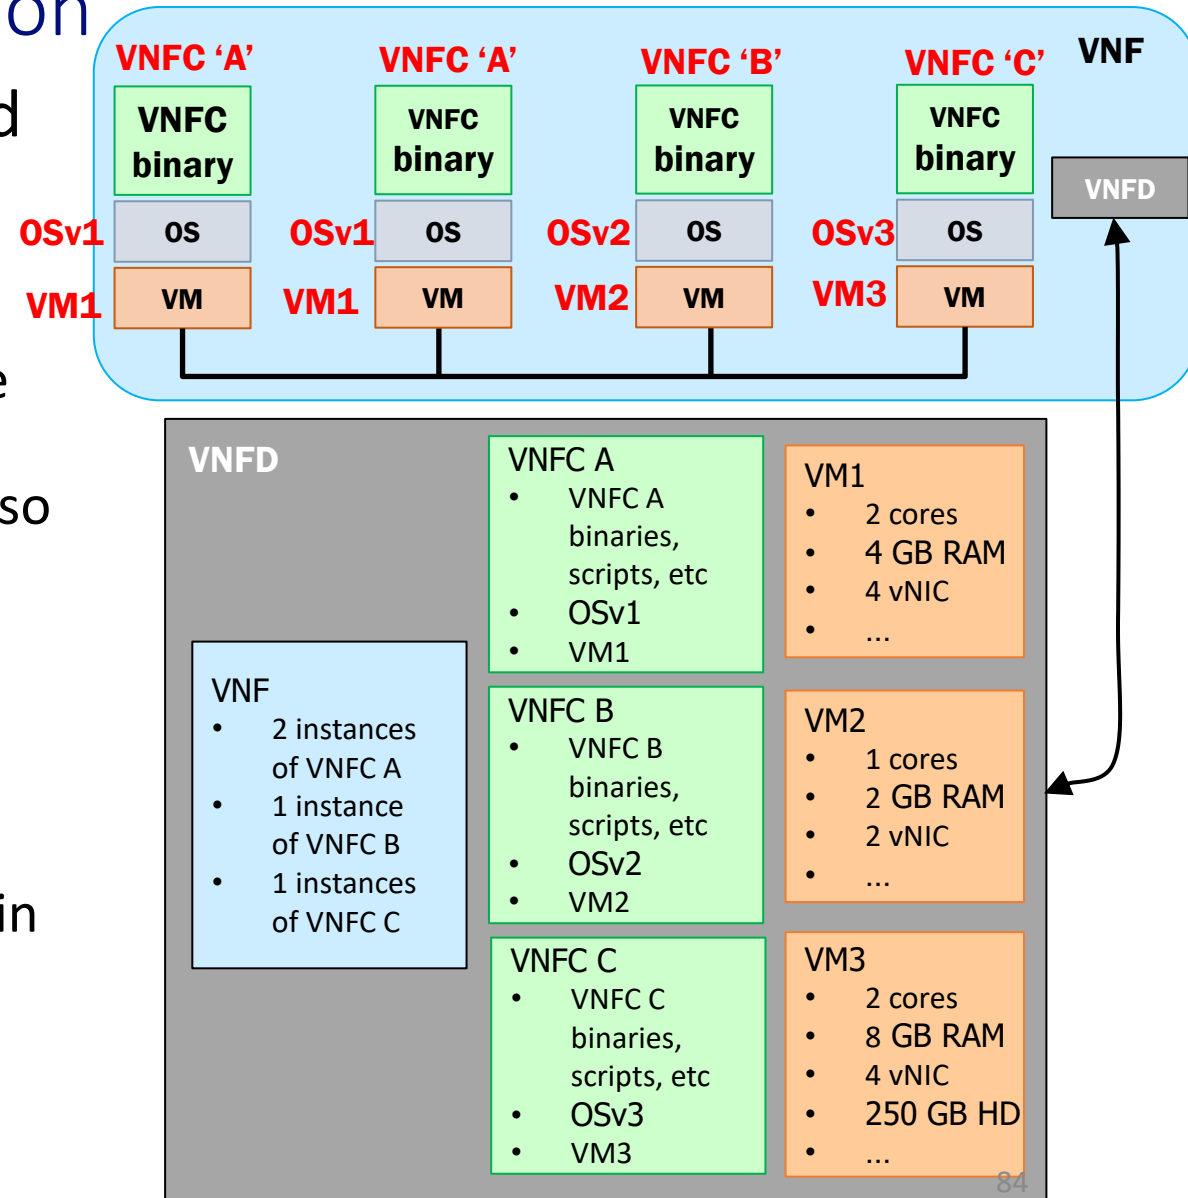 on
d
e
so
in
VNFC ‘A’
VNFC ‘A’
VNFC ‘B’
VNFC ‘C’
VNF
VNFC
binary
VNFC
binary
VNFC
binary
VNFC
binary
VNFD
OSv1
OS
OSv1
OS
OSv2
OS
OSv3
OS
VM1
VM
VM1
VM
VM2
VM
VM3
VM
VNFD
VNF
• 2 instances
of VNFC A
• 1 instance
of VNFC B
• 1 instances
of VNFC C
VNFC A
• VNFC A
binaries,
scripts, etc
• OSv1
• VM1
VNFC B
• VNFC B
binaries,
scripts, etc
• OSv2
• VM2
VNFC C
• VNFC C
binaries,
scripts, etc
• OSv3
• VM3
VM1
• 2 cores
• 4 GB RAM
• 4 vNIC
• ...
VM2
• 1 cores
• 2 GB RAM
• 2 vNIC
• ...
VM3
• 2 cores
• 8 GB RAM
• 4 vNIC
• 250 GB HD
• ...
84